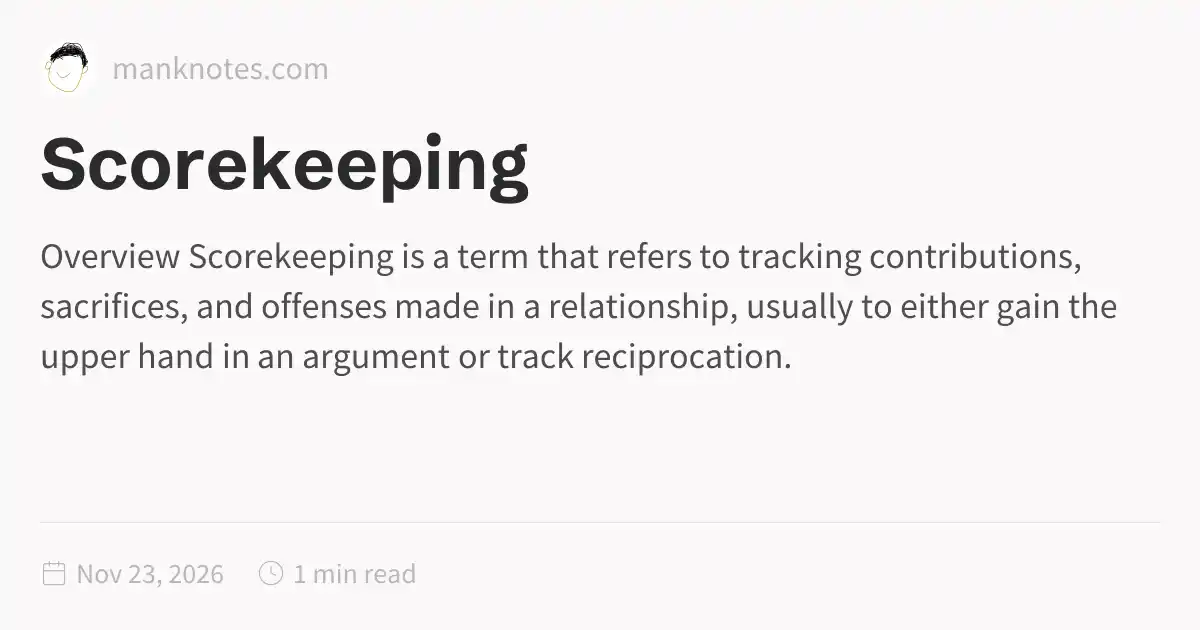 manknotes.com
Scorekeeping
Overview Scorekeeping is a term that refers to tracking contributions,
sacrifices, and offenses made in a relationship, usually to either gain the
upper hand in an argument or track reciprocation.
Nov 23, 2026 1 min read